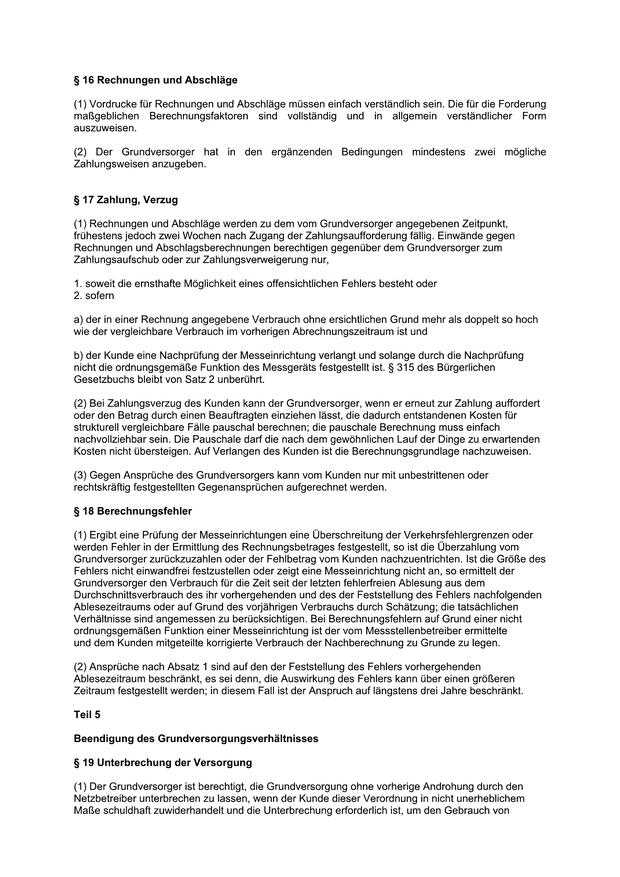 § 16 Rechnungen und Abschläge
(1) Vordrucke für Rechnungen und Abschläge müssen einfach verständlich sein. Die für die Forderung
maßgeblichen Berechnungsfaktoren sind vollständig und in allgemein verständlicher Form
auszuweisen.
(2) Der Grundversorger hat in den ergänzenden Bedingungen mindestens zwei mögliche
Zahlungsweisen anzugeben.
§ 17 Zahlung, Verzug
(1) Rechnungen und Abschläge werden zu dem vom Grundversorger angegebenen Zeitpunkt,
frühestens jedoch zwei Wochen nach Zugang der Zahlungsaufforderung fällig. Einwände gegen
Rechnungen und Abschlagsberechnungen berechtigen gegenüber dem Grundversorger zum
Zahlungsaufschub oder zur Zahlungsverweigerung nur,
1. soweit die ernsthafte Möglichkeit eines offensichtlichen Fehlers besteht oder
2. sofern
a) der in einer Rechnung angegebene Verbrauch ohne ersichtlichen Grund mehr als doppelt so hoch
wie der vergleichbare Verbrauch im vorherigen Abrechnungszeitraum ist und
b) der Kunde eine Nachprüfung der Messeinrichtung verlangt und solange durch die Nachprüfung
nicht die ordnungsgemäße Funktion des Messgeräts festgestellt ist. § 315 des Bürgerlichen
Gesetzbuchs bleibt von Satz 2 unberührt.
(2) Bei Zahlungsverzug des Kunden kann der Grundversorger, wenn er erneut zur Zahlung auffordert
oder den Betrag durch einen Beauftragten einziehen lässt, die dadurch entstandenen Kosten für
strukturell vergleichbare Fälle pauschal berechnen; die pauschale Berechnung muss einfach
nachvollziehbar sein. Die Pauschale darf die nach dem gewöhnlichen Lauf der Dinge zu erwartenden
Kosten nicht übersteigen. Auf Verlangen des Kunden ist die Berechnungsgrundlage nachzuweisen.
(3) Gegen Ansprüche des Grundversorgers kann vom Kunden nur mit unbestrittenen oder
rechtskräftig festgestellten Gegenansprüchen aufgerechnet werden.
§ 18 Berechnungsfehler
(1) Ergibt eine Prüfung der Messeinrichtungen eine Überschreitung der Verkehrsfehlergrenzen oder
werden Fehler in der Ermittlung des Rechnungsbetrages festgestellt, so ist die Überzahlung vom
Grundversorger zurückzuzahlen oder der Fehlbetrag vom Kunden nachzuentrichten. Ist die Größe des
Fehlers nicht einwandfrei festzustellen oder zeigt eine Messeinrichtung nicht an, so ermittelt der
Grundversorger den Verbrauch für die Zeit seit der letzten fehlerfreien Ablesung aus dem
Durchschnittsverbrauch des ihr vorhergehenden und des der Feststellung des Fehlers nachfolgenden
Ablesezeitraums oder auf Grund des vorjährigen Verbrauchs durch Schätzung; die tatsächlichen
Verhältnisse sind angemessen zu berücksichtigen. Bei Berechnungsfehlern auf Grund einer nicht
ordnungsgemäßen Funktion einer Messeinrichtung ist der vom Messstellenbetreiber ermittelte
und dem Kunden mitgeteilte korrigierte Verbrauch der Nachberechnung zu Grunde zu legen.
(2) Ansprüche nach Absatz 1 sind auf den der Feststellung des Fehlers vorhergehenden
Ablesezeitraum beschränkt, es sei denn, die Auswirkung des Fehlers kann über einen größeren
Zeitraum festgestellt werden; in diesem Fall ist der Anspruch auf längstens drei Jahre beschränkt.
Teil 5
Beendigung des Grundversorgungsverhältnisses
§ 19 Unterbrechung der Versorgung
(1) Der Grundversorger ist berechtigt, die Grundversorgung ohne vorherige Androhung durch den
Netzbetreiber unterbrechen zu lassen, wenn der Kunde dieser Verordnung in nicht unerheblichem
Maße schuldhaft zuwiderhandelt und die Unterbrechung erforderlich ist, um den Gebrauch von